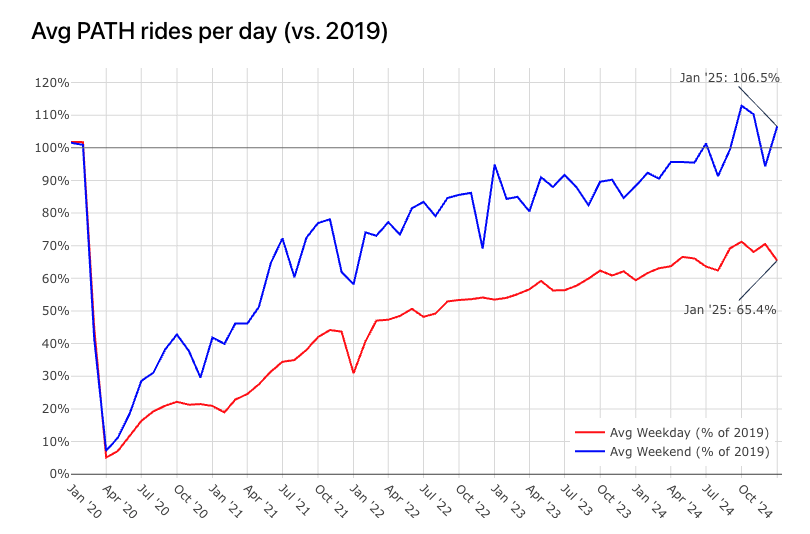 Avg PATH rides per day (vs. 2019)
Jan '25: 106.5%
120%
110%
100%
90%
80%
70%
60%
50%
40%
30%
20%
10%
0%
Jan '25: 65.4%
Avg Weekday (% of 2019)
Avg Weekend (% of 2019)
Jan '20
Apr '20
Jul '20
Oct '20
Jan '21
Apr '21
Jul '21
Oct '21
Jan '22
Apr '22
Jul '22
Oct '22
Jan '23
Apr '23
Jul '23
Oct '23
Jan '24
Apr '24
Jul '24
Oct '24